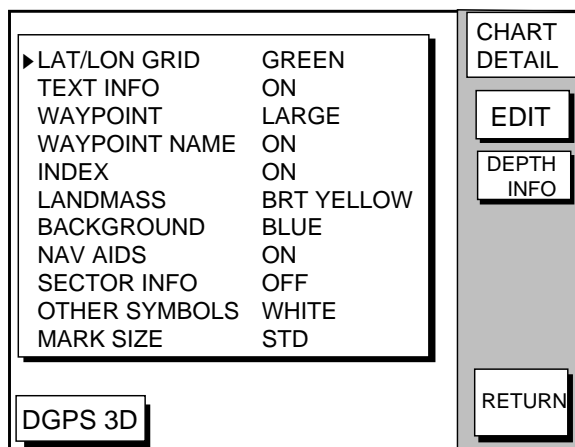 ▶LAT/LON GRID GREEN
TEXT INFO ON
WAYPOINT LARGE
WAYPOINT NAME ON
INDEX ON
LANDMASS BRT YELLOW
BACKGROUND BLUE
NAV AIDS ON
SECTOR INFO OFF
OTHER SYMBOLS WHITE
MARK SIZE STD
DGPS 3D
CHART
DETAIL
EDIT
DEPTH
INFO
RETURN